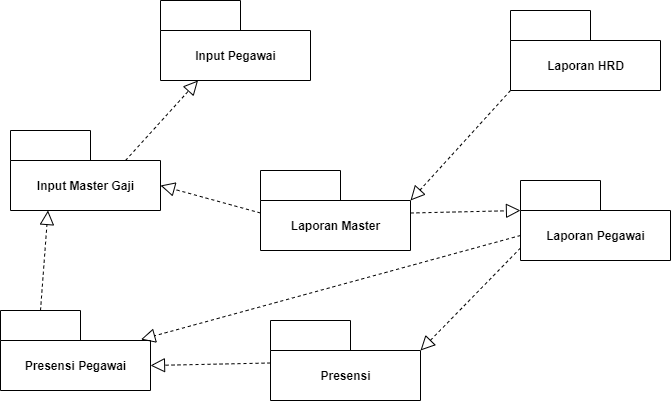 Input Pegawai
Laporan HRD
Input Master Gaji
Laporan Master
Laporan Pegawai
Presensi Pegawai
Presensi